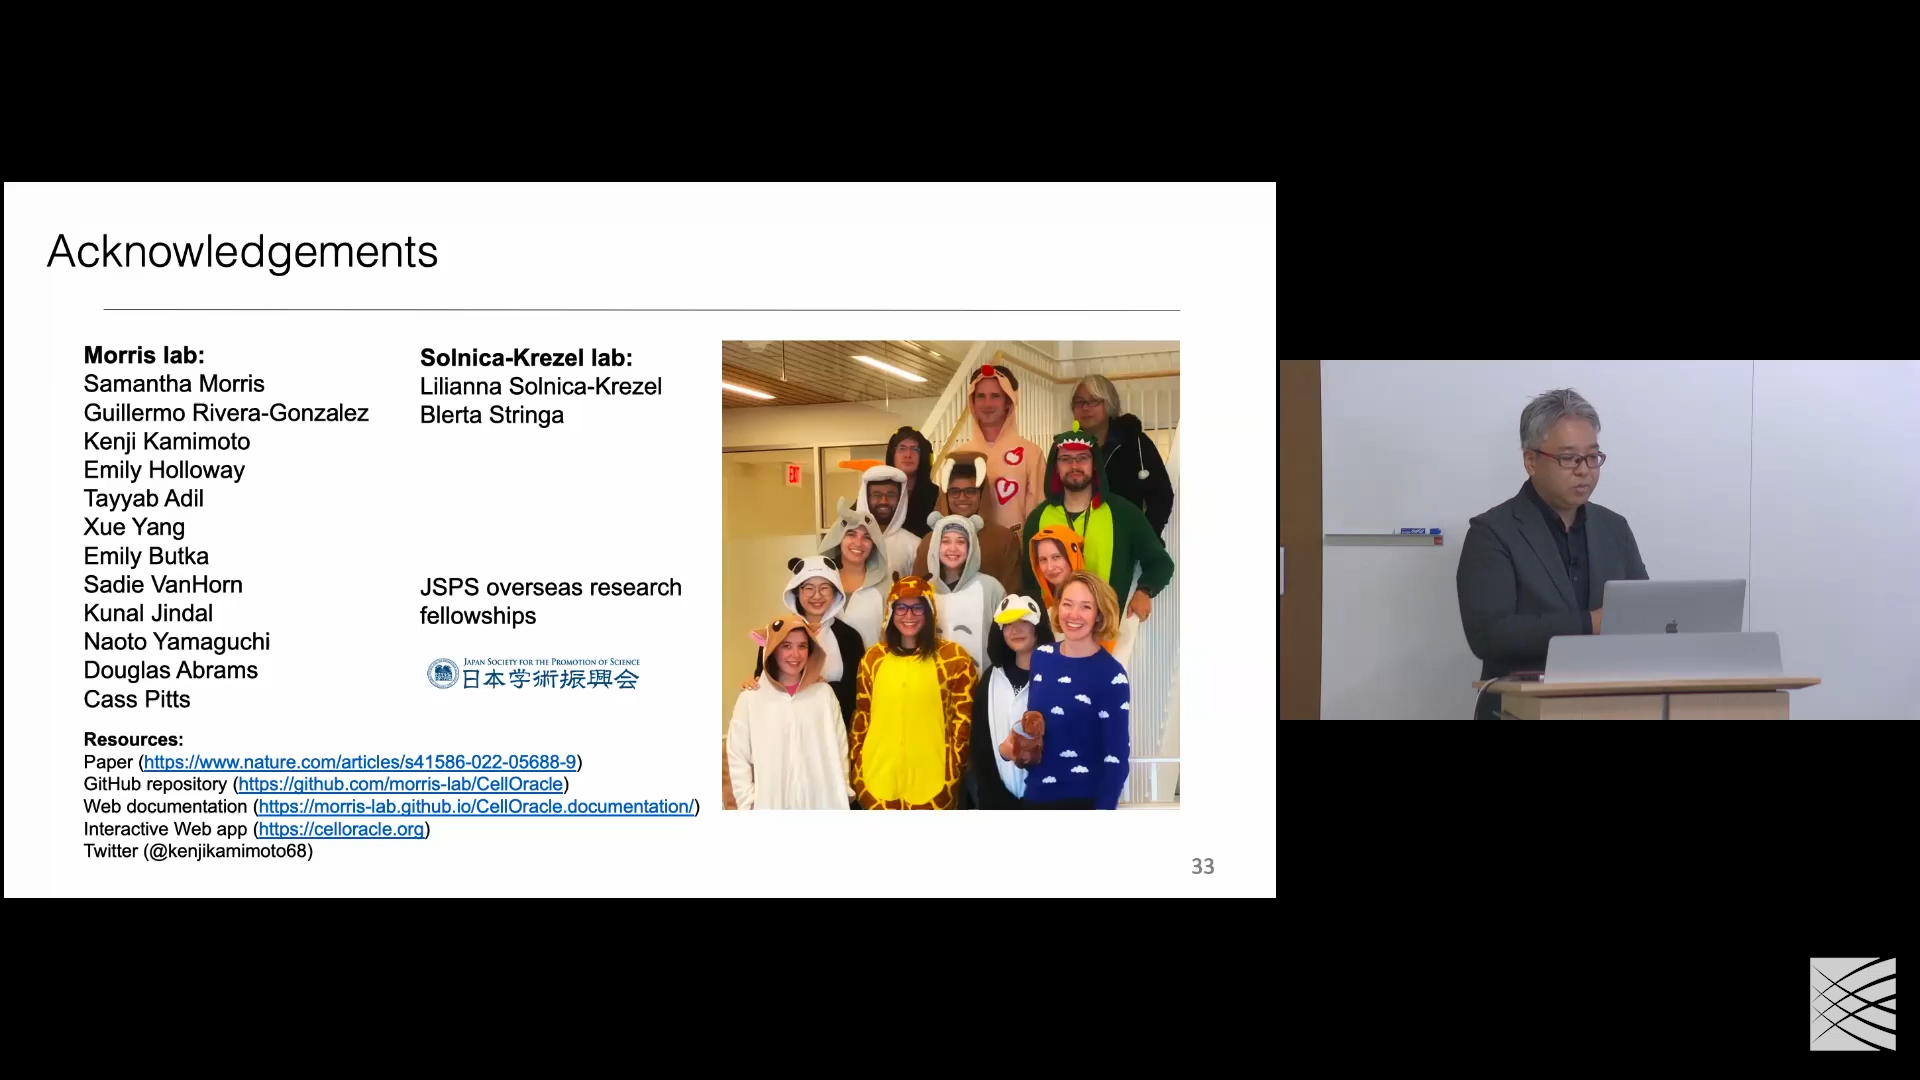 Acknowledgements
Morris lab:
Samantha Morris
Guillermo Rivera-Gonzalez
Kenji Kamimoto
Emily Holloway
Tayyab Adil
Xue Yang
Emily Butka
Sadie VanHorn
Kunal Jindal
Naoto Yamaguchi
Douglas Abrams
Cass Pitts
Solnica-Krezel lab:
Lilianna Solnica-Krezel
Blerta Stringa
JSPS overseas research
fellowships
JAPAN SOCIETY FOR THE PROMOTION OF SCIENCE
日本学術振興会
Resources:
Paper (https://www.nature.com/articles/s41586-022-05688-9)
GitHub repository (https://github.com/morris-lab/CellOracle)
Web documentation (https://morris-lab.github.io/CellOracle.documentation/)
Interactive Web app (https://celloracle.org)
Twitter (@kenjikamimoto68)
33